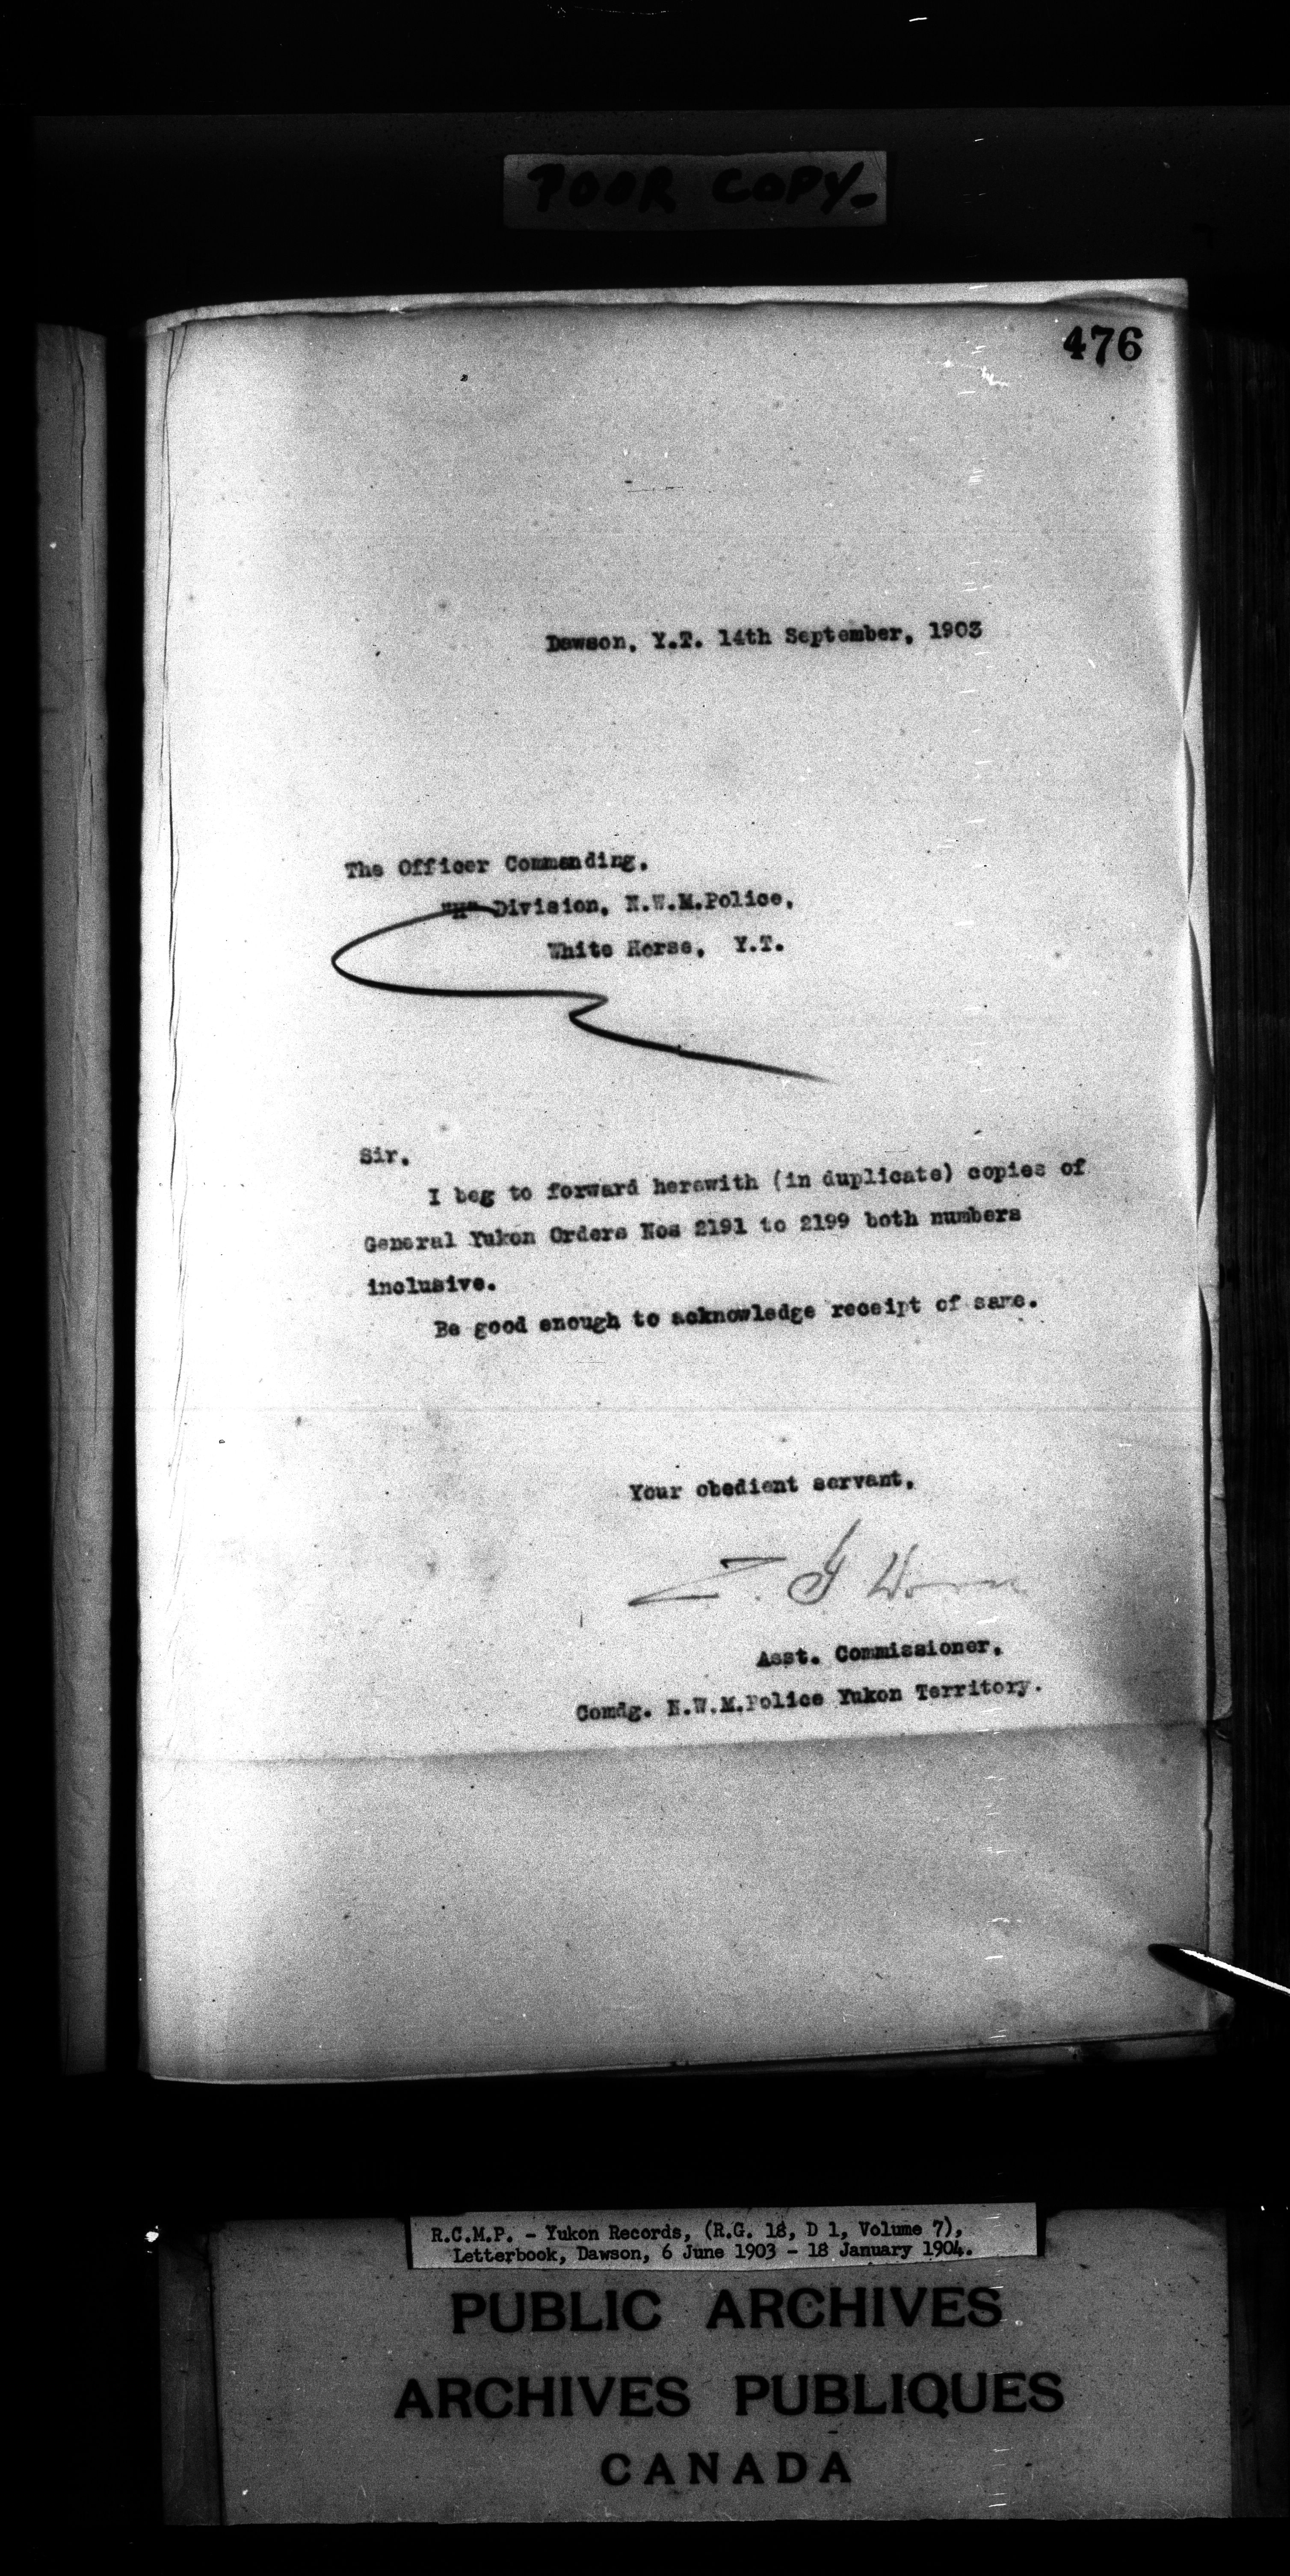 POOR COPY-
476
Dawson, Y.T. 14th September, 1903
The Officer Commanding,
"H" Division, N.W.M.Police,
White Horse, Y.T.
Sir,
I beg to forward herewith (in duplicate) copies of
General Yukon Orders Nos 2191 to 2199 both numbers
inclusive.
Be good enough to acknowledge receipt of same.
Your obedient servant,
Z. T. Wood
Asst. Commissioner,
Comdg. N.W.M.Police Yukon Territory.
R.C.M.P. - Yukon Records, (R.G. 18, D 1, Volume 7),
Letterbook, Dawson, 6 June 1903 - 18 January 1904.
PUBLIC ARCHIVES
ARCHIVES PUBLIQUES
CANADA